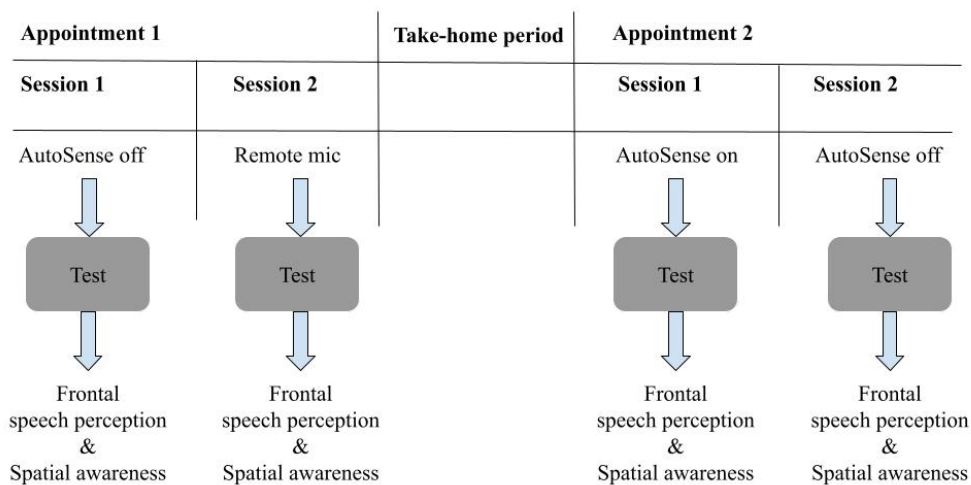 Appointment 1 Take-home period Appointment 2
Session 1 Session 2 Session 1 Session 2
AutoSense off Remote mic AutoSense on AutoSense off
Test Test Test Test
Frontal Frontal Frontal Frontal
speech perception speech perception speech perception speech perception
& & & &
Spatial awareness Spatial awareness Spatial awareness Spatial awareness